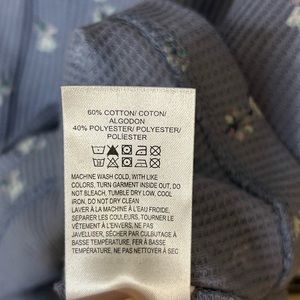 60% COTTON/ COTON/
ALGODON
40% POLYESTER/ POLYESTER/
POLIESTER
MACHINE WASH COLD, WITH LIKE
COLORS, TURN GARMENT INSIDE OUT, DO
NOT BLEACH, TUMBLE DRY LOW, COOL
IRON, DO NOT DRY CLEAN
LAVER À LA MACHINE À L'EAU FROIDE,
SEPARER LES COULEURS, TOURNER LE
VÊTEMENT À L'ENVERS, NE PAS
JAVELLISER, SÉCHER PAR CULBUTAGE À
BASSE TEMPÉRATURE, FER À BASSE
TEMPÉRATURE, NE PAS NETTOYER À SEC